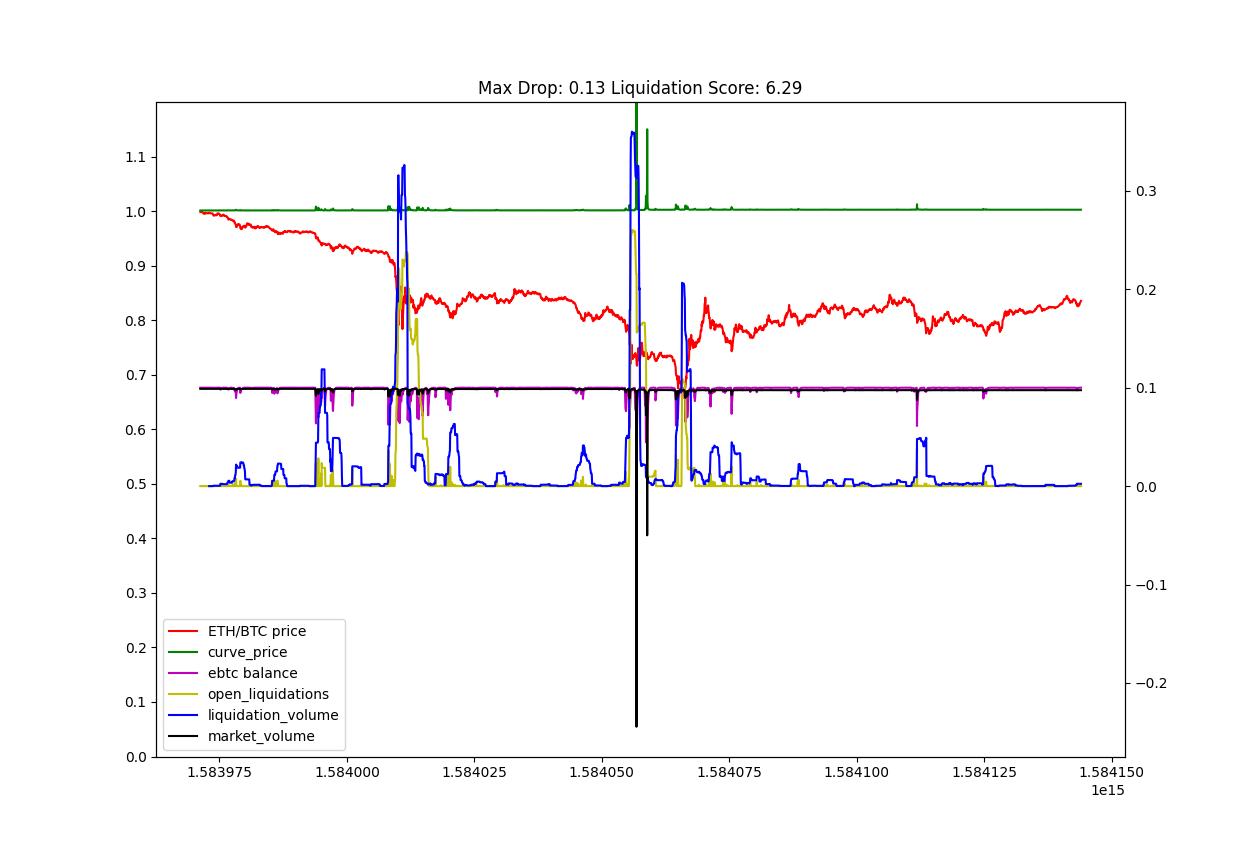 Max Drop: 0.13 Liquidation Score: 6.29
1.1
1.0
0.9
0.8
0.7
0.6
0.5
0.4
0.3
0.2
0.1
0.0
0.3
0.2
0.1
0.0
−0.1
−0.2
ETH/BTC price
curve_price
ebtc balance
open_liquidations
liquidation_volume
market_volume
1.583975 1.584000 1.584025 1.584050 1.584075 1.584100 1.584125 1.584150
1e15